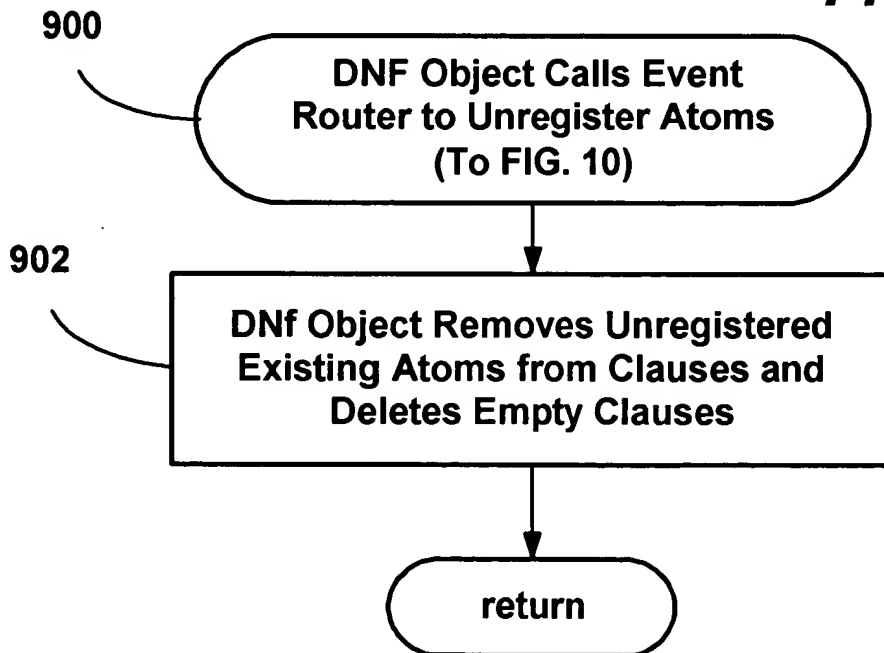 900
DNF Object Calls Event
Router to Unregister Atoms
(To FIG. 10)
902
DNf Object Removes Unregistered
Existing Atoms from Clauses and
Deletes Empty Clauses
return